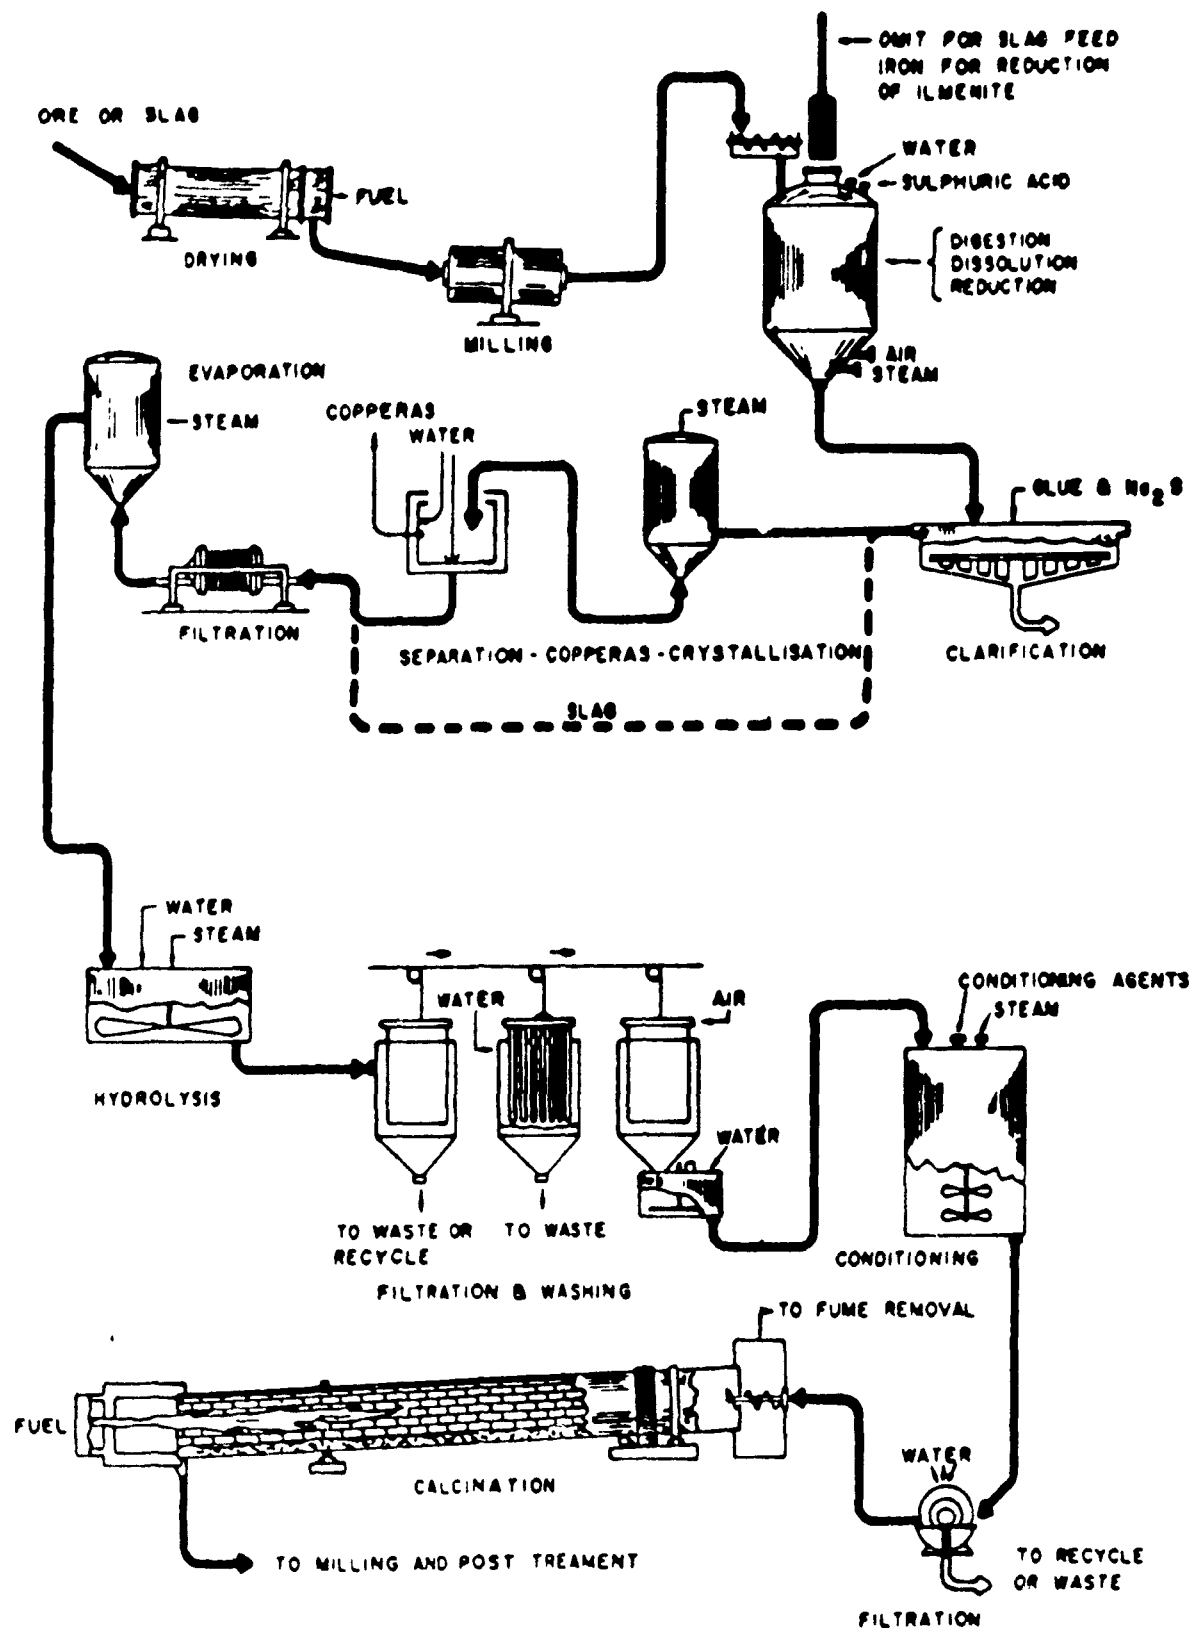 OMIT FOR SLAG FEED
IRON FOR REDUCTION
OF ILMENITE
ORE OR SLAG
WATER
SULPHURIC ACID
FUEL
DRYING
DIGESTION
DISSOLUTION
REDUCTION
MILLING
AIR
STEAM
EVAPORATION
STEAM
COPPERAS
WATER
STEAM
GLUE & Na2S
FILTRATION
SEPARATION - COPPERAS - CRYSTALLISATION
CLARIFICATION
SLAG
WATER
STEAM
HYDROLYSIS
WATER
AIR
CONDITIONING AGENTS
STEAM
WATER
TO WASTE OR
RECYCLE
TO WASTE
FILTRATION & WASHING
CONDITIONING
TO FUME REMOVAL
FUEL
CALCINATION
WATER
TO MILLING AND POST TREAMENT
TO RECYCLE
OR WASTE
FILTRATION